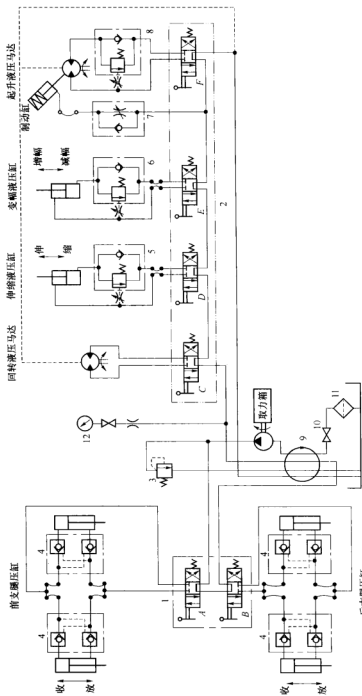 起升液压马达
制动缸
变幅液压缸
伸缩液压缸
回转液压马达
前支腿液压缸
增幅
减幅
伸
缩
收
放
收
放
取力箱
1
2
3
4
4
4
4
5
6
7
8
9
10
11
12
A
B
C
D
E
F